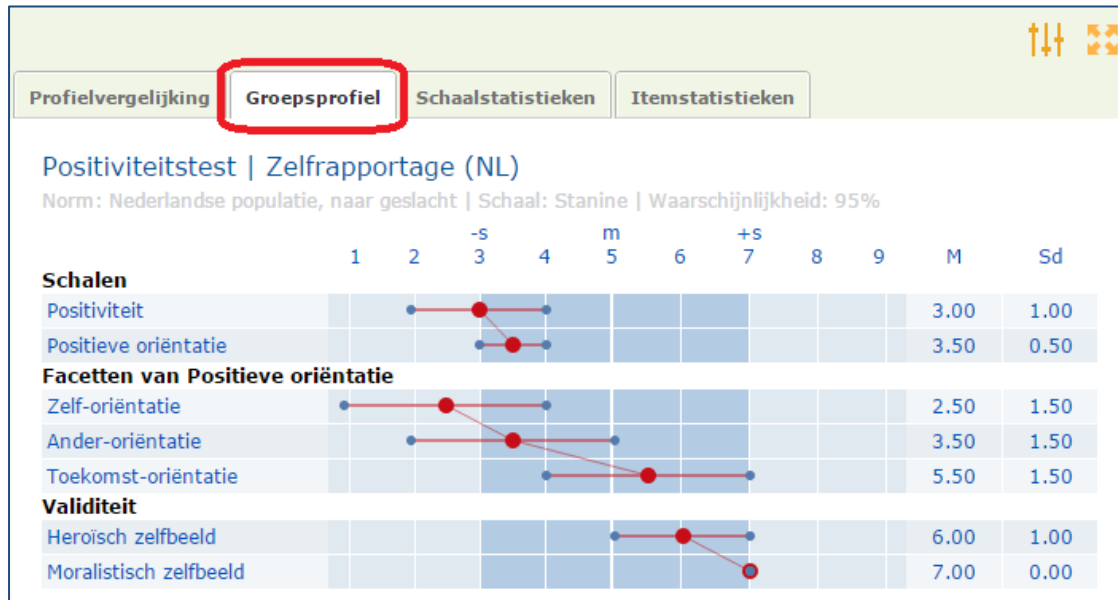 Profielvergelijking Groepsprofiel Schaalstatistieken Itemstatistieken
Positiviteitstest | Zelfrapportage (NL)
Norm: Nederlandse populatie, naar geslacht | Schaal: Stanine | Waarschijnlijkheid: 95%
-s m +s
1 2 3 4 5 6 7 8 9 M Sd
Schalen
Positiviteit 3.00 1.00
Positieve oriëntatie 3.50 0.50
Facetten van Positieve oriëntatie
Zelf-oriëntatie 2.50 1.50
Ander-oriëntatie 3.50 1.50
Toekomst-oriëntatie 5.50 1.50
Validiteit
Heroïsch zelfbeeld 6.00 1.00
Moralistisch zelfbeeld 7.00 0.00